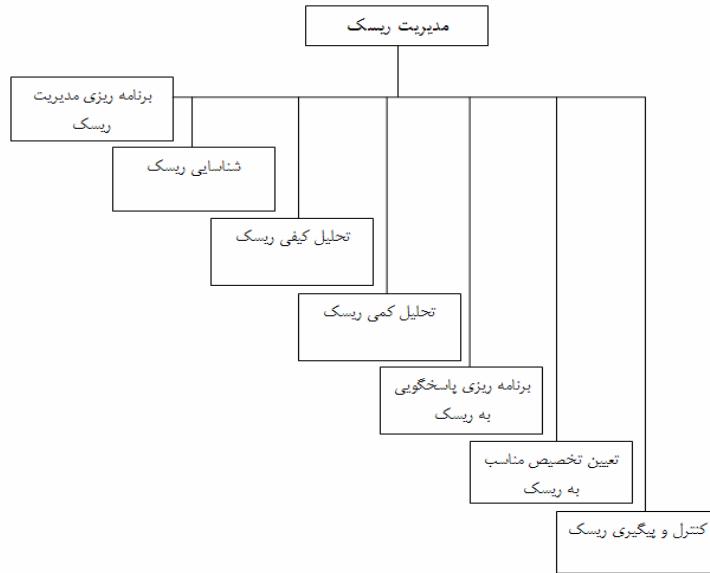 مدیریت ریسک
برنامه ریزی مدیریت
ریسک
شناسایی ریسک
تحلیل کیفی ریسک
تحلیل کمی ریسک
برنامه ریزی پاسخگویی
به ریسک
تعیین تخصیص مناسب
به ریسک
کنترل و پیگیری ریسک